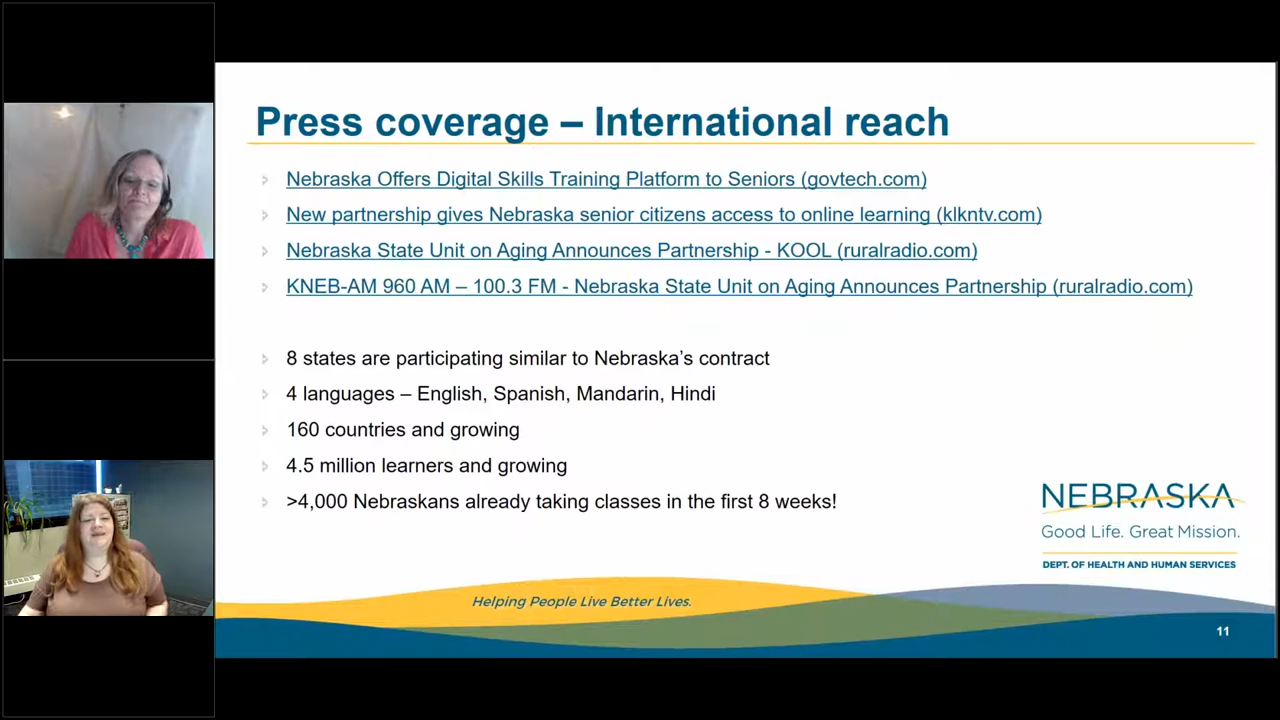 Press coverage – International reach
Nebraska Offers Digital Skills Training Platform to Seniors (govtech.com)
New partnership gives Nebraska senior citizens access to online learning (klkntv.com)
Nebraska State Unit on Aging Announces Partnership - KOOL (ruralradio.com)
KNEB-AM 960 AM – 100.3 FM - Nebraska State Unit on Aging Announces Partnership (ruralradio.com)
8 states are participating similar to Nebraska's contract
4 languages – English, Spanish, Mandarin, Hindi
160 countries and growing
4.5 million learners and growing
>4,000 Nebraskans already taking classes in the first 8 weeks!
NEBRASKA
Good Life. Great Mission.
DEPT. OF HEALTH AND HUMAN SERVICES
Helping People Live Better Lives.
11